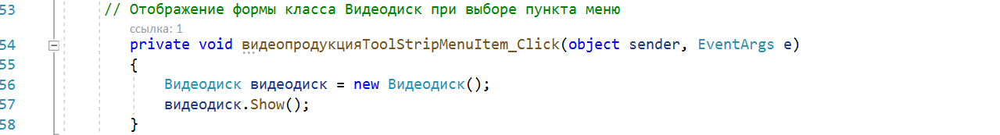 53 // Отображение формы класса Видеодиск при выборе пункта меню
ссылка: 1
54 private void видеопродукцияToolStripMenuItem_Click(object sender, EventArgs e)
55 {
56 Видеодиск видеодиск = new Видеодиск();
57 видеодиск.Show();
58 }